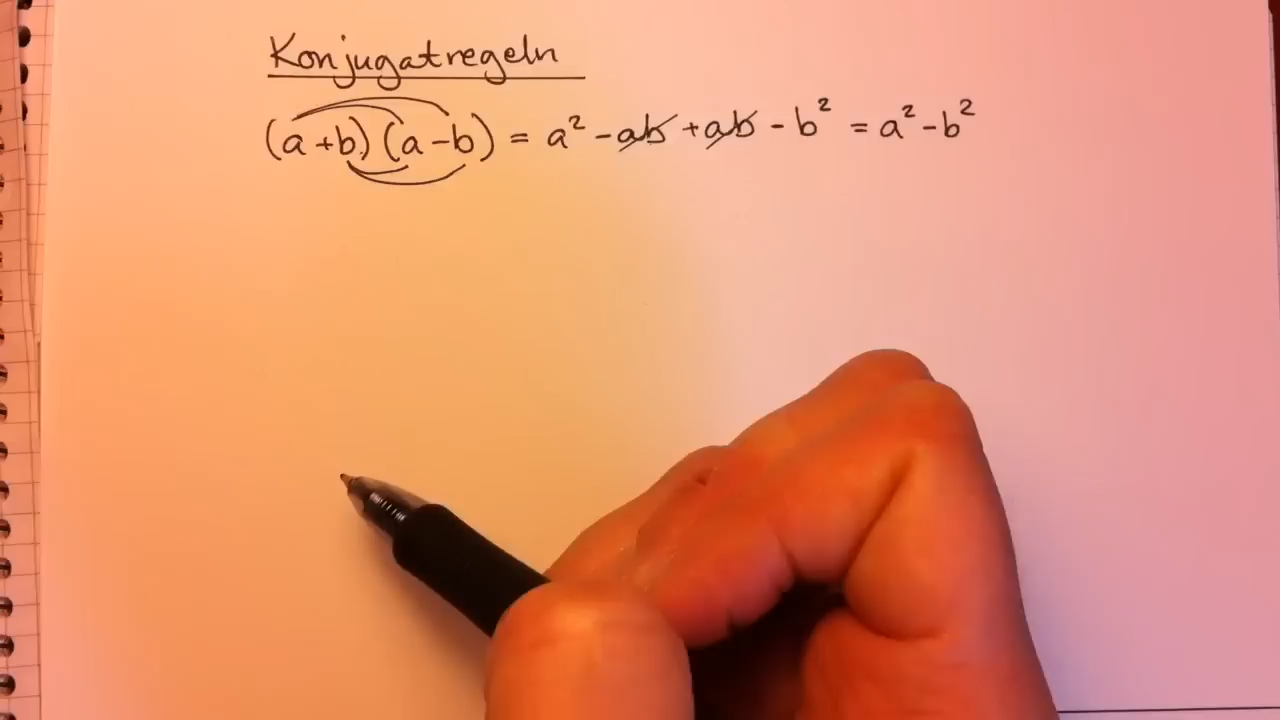 Konjugatregeln
(a+b)(a-b) = a² - ab + ab - b² = a² - b²